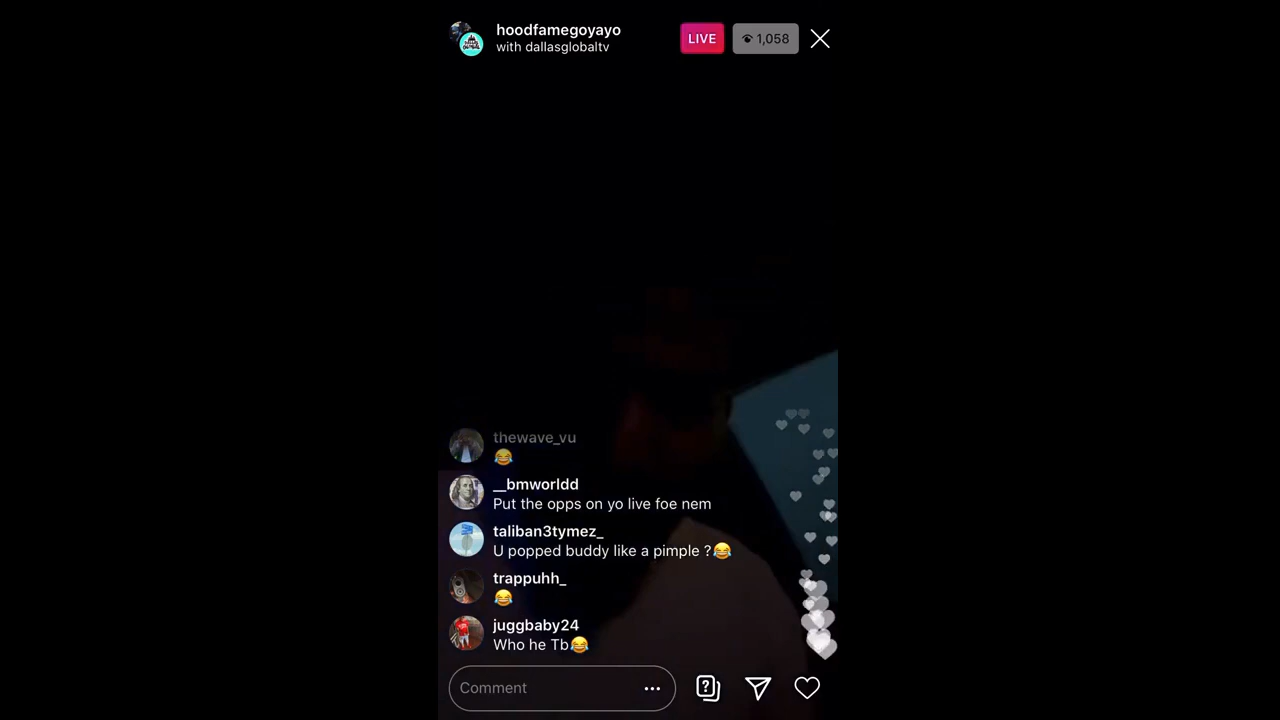 hoodfamegoyayo
with dallasglobaltv
LIVE
1,058
thewave_vu
😂
__bmworldd
Put the opps on yo live foe nem
taliban3tymez_
U popped buddy like a pimple ?😂
trappuhh_
😂
juggbaby24
Who he Tb😂
Comment